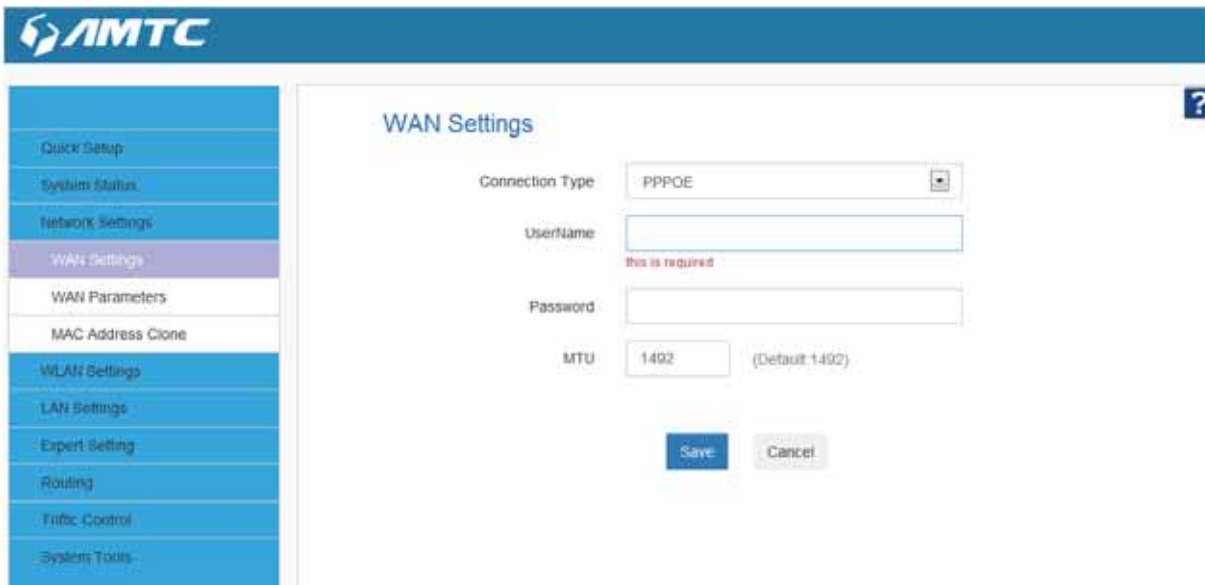 AMTC
?
WAN Settings
Quick Setup
System Status
Network Settings
WAN Settings
WAN Parameters
MAC Address Clone
WLAN Settings
LAN Settings
Expert Setting
Routing
Triffic Control
System Tools
Connection Type PPPOE
UserName
this is required
Password
MTU 1492 (Default:1492)
Save Cancel